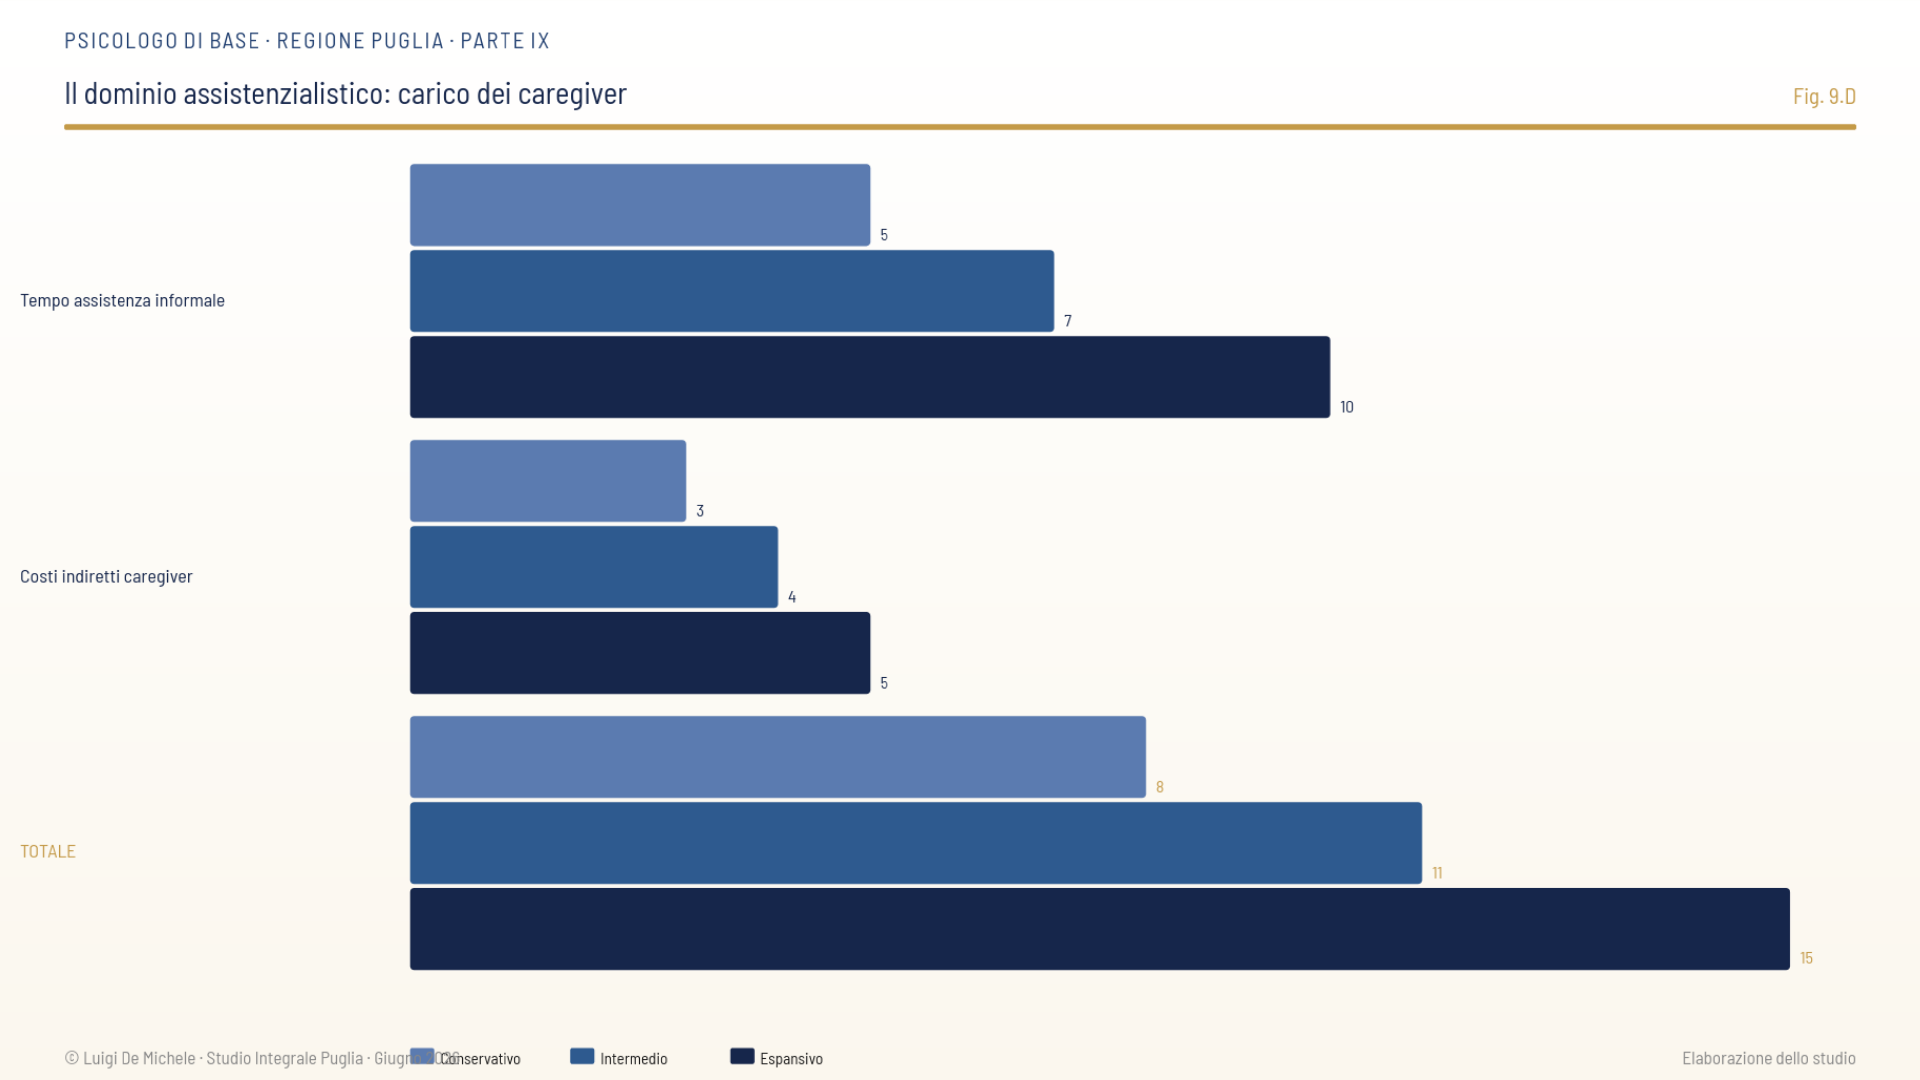 PSICOLOGO DI BASE · REGIONE PUGLIA · PARTE IX
Il dominio assistenzialistico: carico dei caregiver
Fig. 9.D
5
Tempo assistenza informale
7
10
3
Costi indiretti caregiver
4
5
8
TOTALE
11
15
© Luigi De Michele · Studio Integrale Puglia · Giugno
Conservativo
Intermedio
Espansivo
Elaborazione dello studio